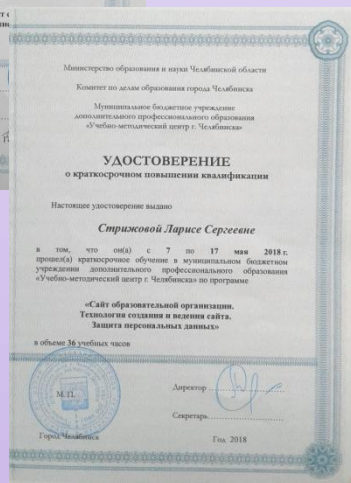 Министерство образования и науки Челябинской области
Комитет по делам образования города Челябинска
Муниципальное бюджетное учреждение
дополнительного профессионального образования
«Учебно-методический центр г. Челябинска»
УДОСТОВЕРЕНИЕ
о краткосрочном повышении квалификации
Настоящее удостоверение выдано
Стрижовой Ларисе Сергеевне
в том, что он(а) с 7 по 17 мая 2018 г.
прошел(а) краткосрочное обучение в муниципальном бюджетном
учреждении дополнительного профессионального образования
«Учебно-методический центр г. Челябинска» по программе
«Сайт образовательной организации.
Технология создания и ведения сайта.
Защита персональных данных»
в объеме 36 учебных часов
Директор
М.П.
Секретарь
Город Челябинск
Год 2018